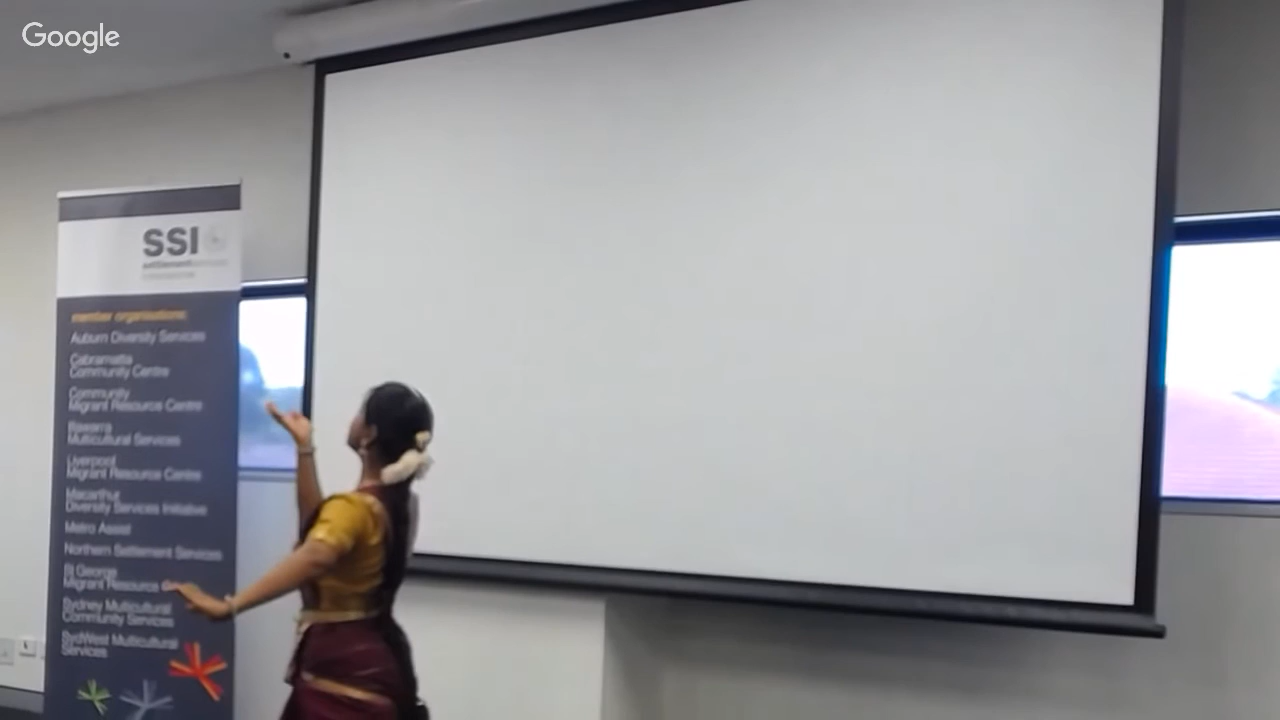 Google
SSI
settlement
member organisations:
Auburn Diversity Services
Cabramatta
Community Centre
Community
Migrant Resource Centre
Illawarra
Multicultural Services
Liverpool
Migrant Resource Centre
Macarthur
Diversity Services Initiative
Metro Assist
Northern Settlement Services
St George
Migrant Resource
Sydney Multicultural
Community Services
SydWest Multicultural
Services